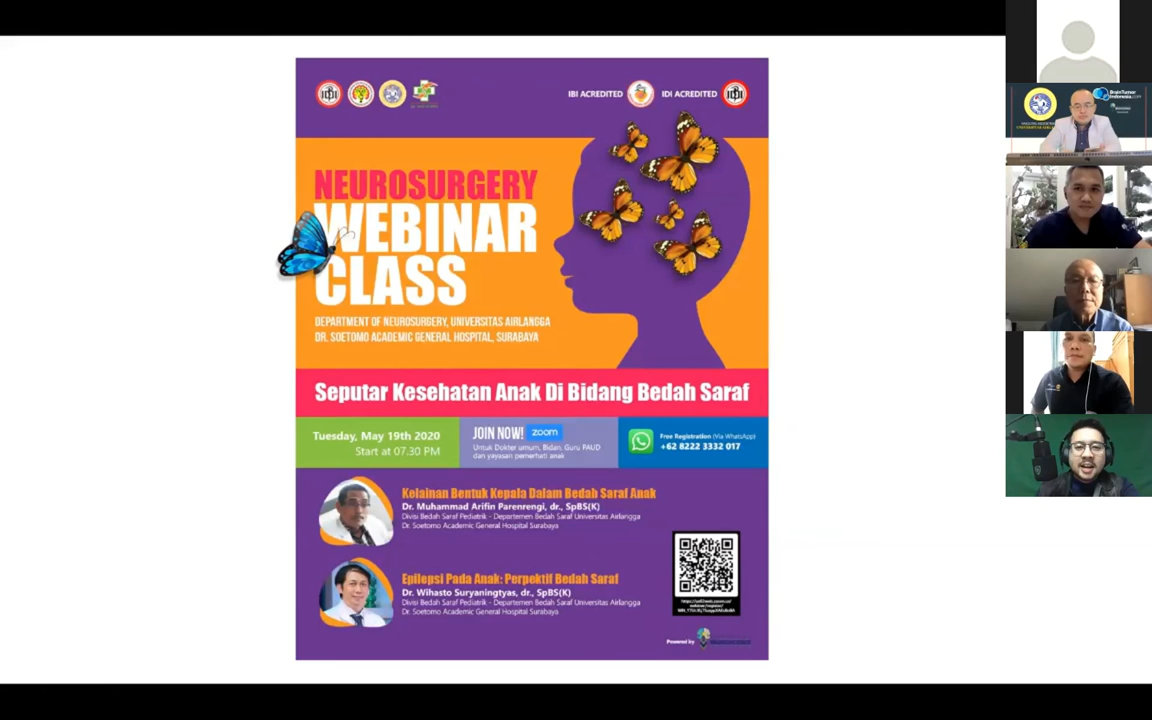 IBI ACREDITED
IDI ACREDITED
NEUROSURGERY
WEBINAR
CLASS
DEPARTMENT OF NEUROSURGERY, UNIVERSITAS AIRLANGGA
DR. SOETOMO ACADEMIC GENERAL HOSPITAL, SURABAYA
Seputar Kesehatan Anak Di Bidang Bedah Saraf
Tuesday, May 19th 2020
Start at 07.30 PM
JOIN NOW! zoom
Untuk Dokter umum, Bidan, Guru PAUD
dan yayasan pemerhati anak
Free Registration (Via WhatsApp)
+62 8222 3332 017
Kelainan Bentuk Kepala Dalam Bedah Saraf Anak
Dr. Muhammad Arifin Parenrengi, dr., SpBS(K)
Divisi Bedah Saraf Pediatrik - Departemen Bedah Saraf Universitas Airlangga
Dr. Soetomo Academic General Hospital Surabaya
Epilepsi Pada Anak: Perpektif Bedah Saraf
Dr. Wihasto Suryaningtyas, dr., SpBS(K)
Divisi Bedah Saraf Pediatrik - Departemen Bedah Saraf Universitas Airlangga
Dr. Soetomo Academic General Hospital Surabaya
Powered by
BrainTumor
Indonesia.com